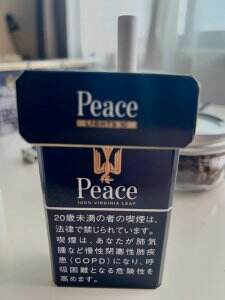 Peace
LIGHTS 10
Peace
100% VIRGINIA LEAF
20歳未満の者の喫煙は、
法律で禁じられています。
喫煙は、あなたが肺気
腫など慢性閉塞性肺疾
患(COPD)になり、呼
吸困難となる危険性を
高めます。